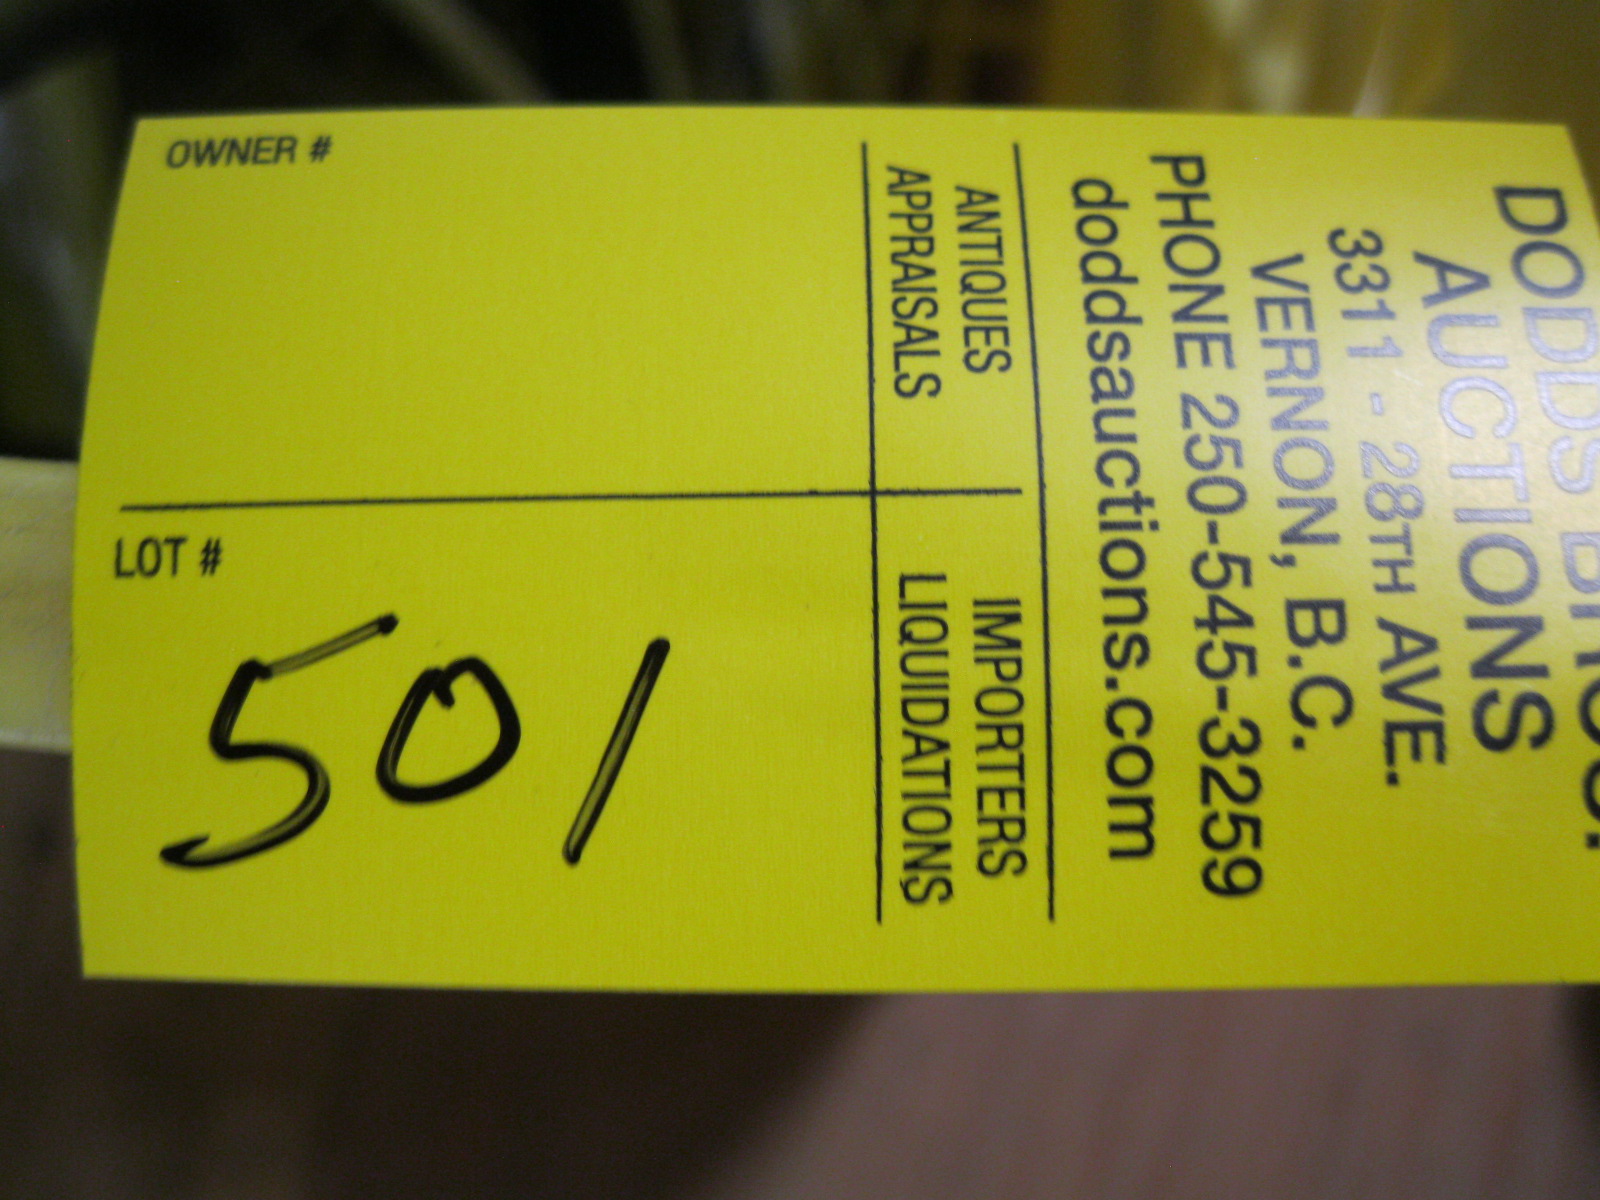 DODDS BROS.
AUCTIONS
3311 - 28TH AVE.
VERNON, B.C.
PHONE 250-545-3259
doddsauctions.com
ANTIQUES
IMPORTERS
APPRAISALS
LIQUIDATIONS
OWNER #
LOT #
501